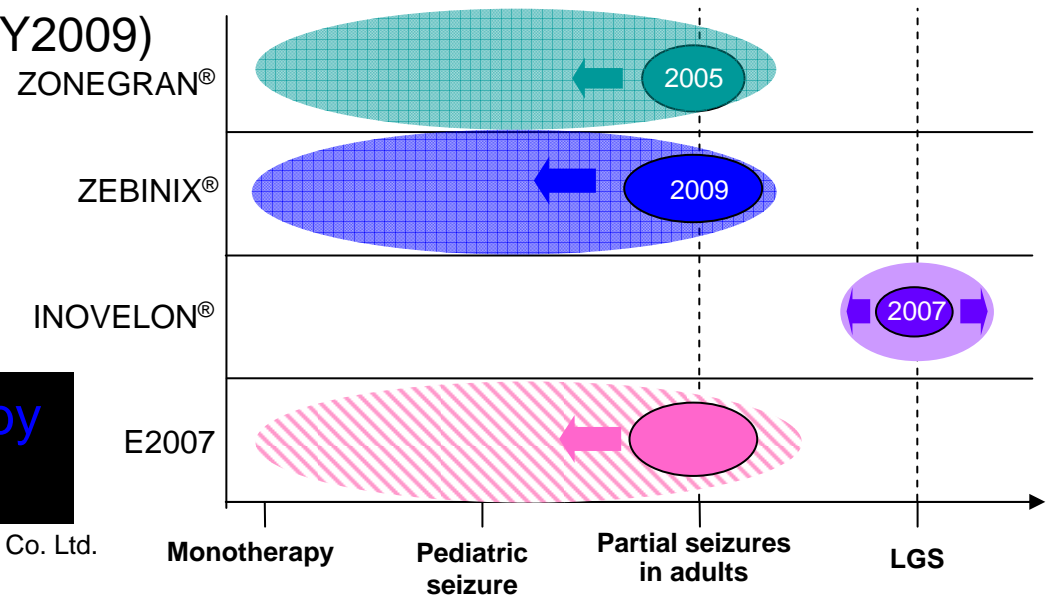 Y2009)
ZONEGRAN®
2005
ZEBINIX®
2009
INOVELON®
2007
E2007
Co. Ltd.
Monotherapy
Pediatric
seizure
Partial seizures
in adults
LGS